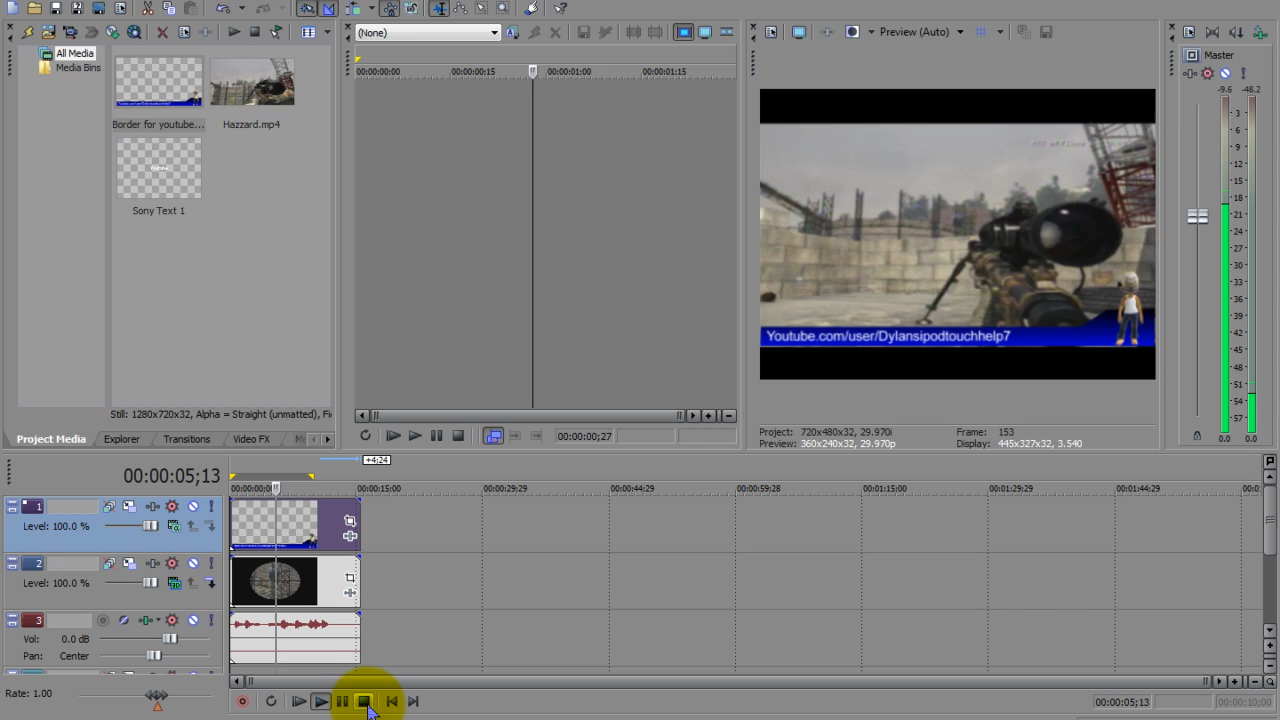 (None)
Preview (Auto)
All Media
Media Bins
Border for youtube...
Hazzard.mp4
Sony Text 1
Still: 1280x720x32, Alpha = Straight (unmatted), Fi
Project Media
Explorer
Transitions
Video FX
00:00:00:00
00:00:00:15
00:00:01:00
00:00:01:15
00:00:00;27
Youtube.com/user/Dylansipodtouchhelp7
Project: 720x480x32, 29.970i
Preview: 360x240x32, 29.970p
Frame: 153
Display: 445x327x32, 3.540
Master
-9.6
-48.2
3
6
9
12
15
18
21
24
27
30
33
36
39
42
45
48
51
54
57
0.0
0.0
00:00:05;13
+4;24
00:00:15;00
00:00:29;29
00:00:44;29
00:00:59;28
00:01:15;00
00:01:29;29
00:01:44;29
1
Level: 100.0 %
2
Level: 100.0 %
3
Vol: 0.0 dB
Pan: Center
Rate: 1.00
00:00:05;13
00:00:10;00